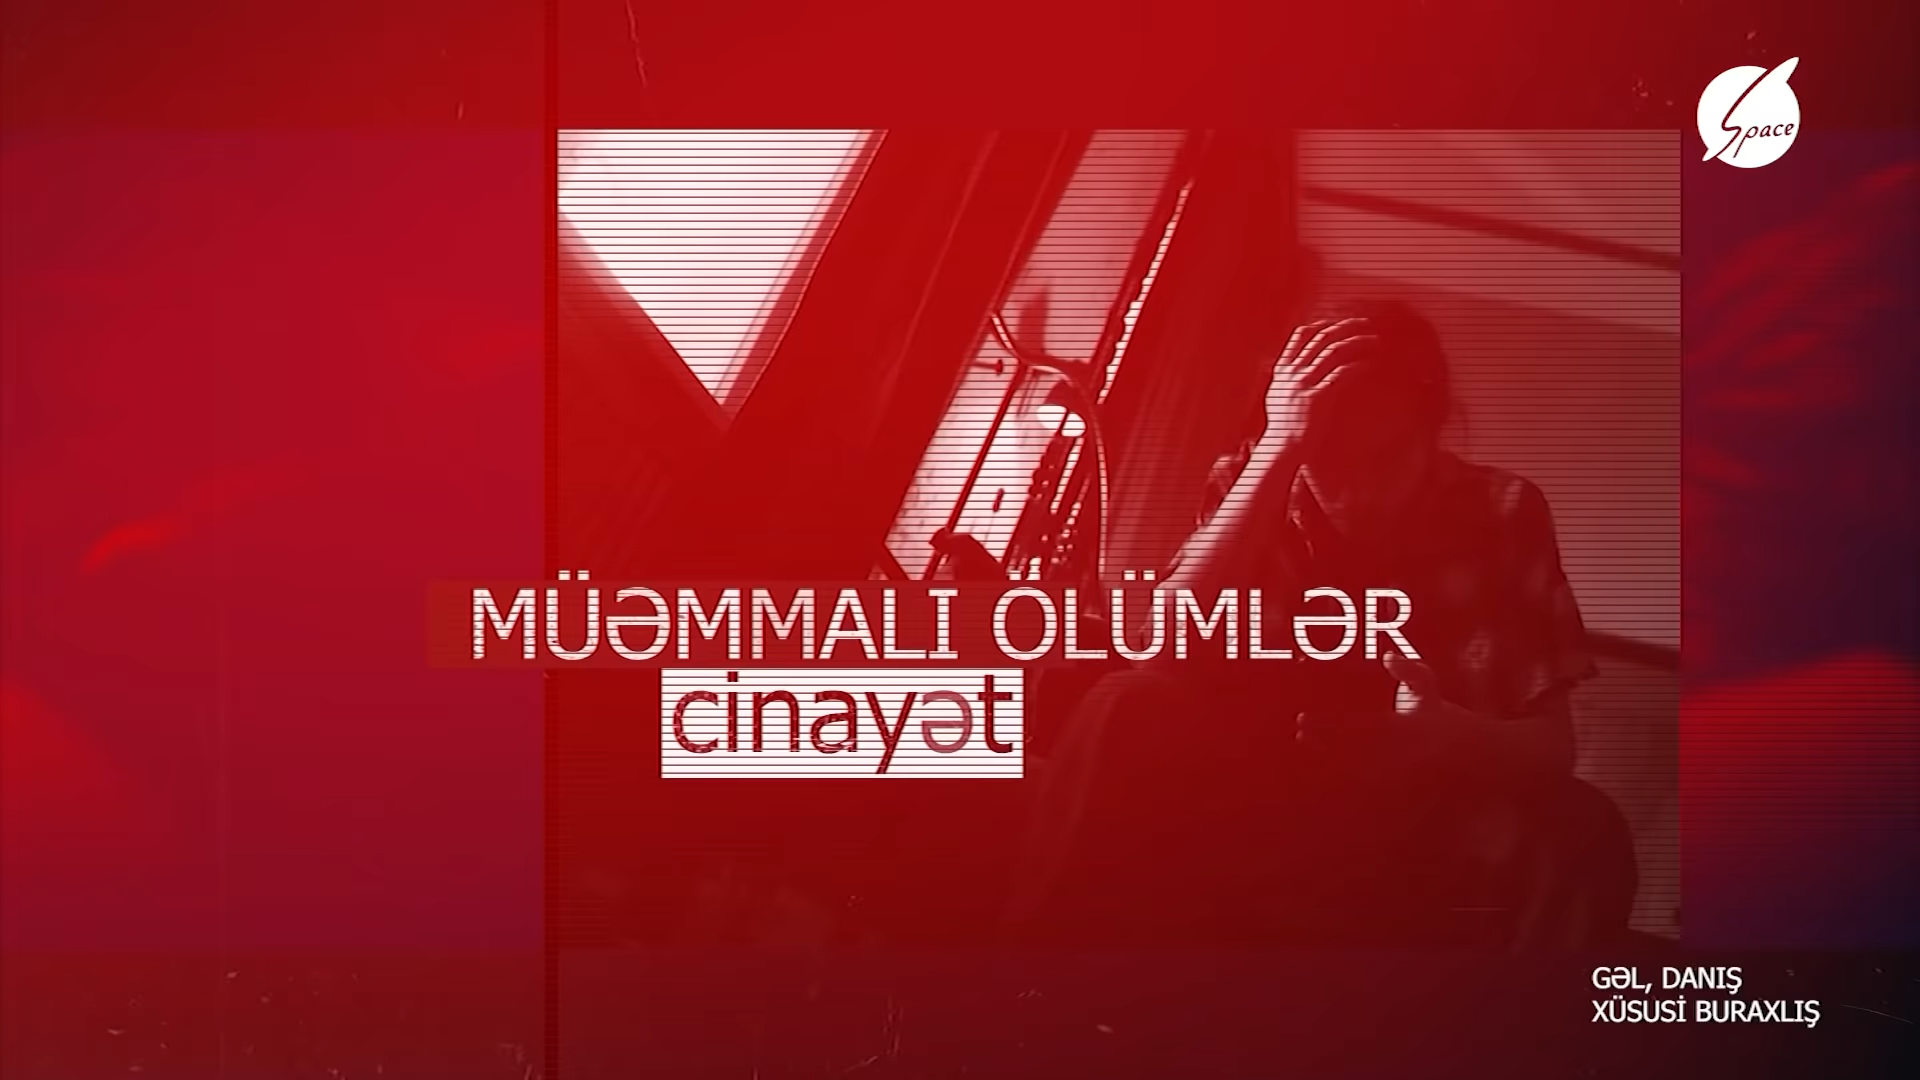 Space
MÜƏMMALI ÖLÜMLƏR
cinayət
GƏL, DANIŞ
XÜSUSİ BURAXLIŞ